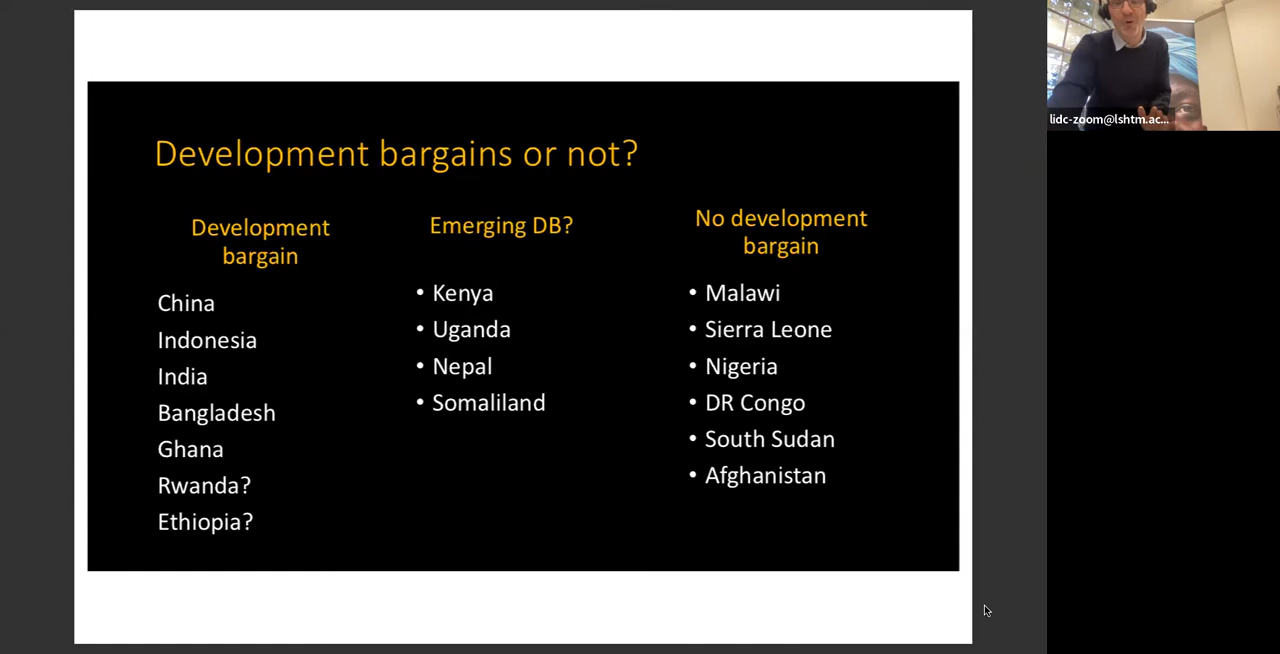 Development bargains or not?
Development
bargain
China
Indonesia
India
Bangladesh
Ghana
Rwanda?
Ethiopia?
Emerging DB?
• Kenya
• Uganda
• Nepal
• Somaliland
No development
bargain
• Malawi
• Sierra Leone
• Nigeria
• DR Congo
• South Sudan
• Afghanistan
lidc-zoom@lshtm.ac...